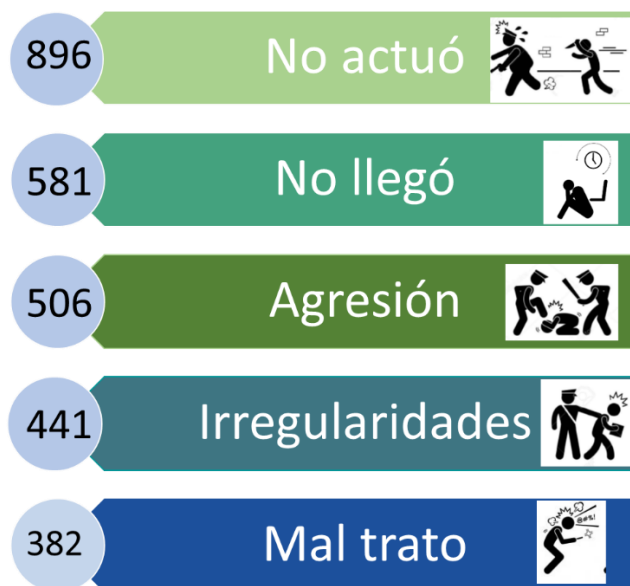 896 No actuó
581 No llegó
506 Agresión
441 Irregularidades
382 Mal trato
@#%!